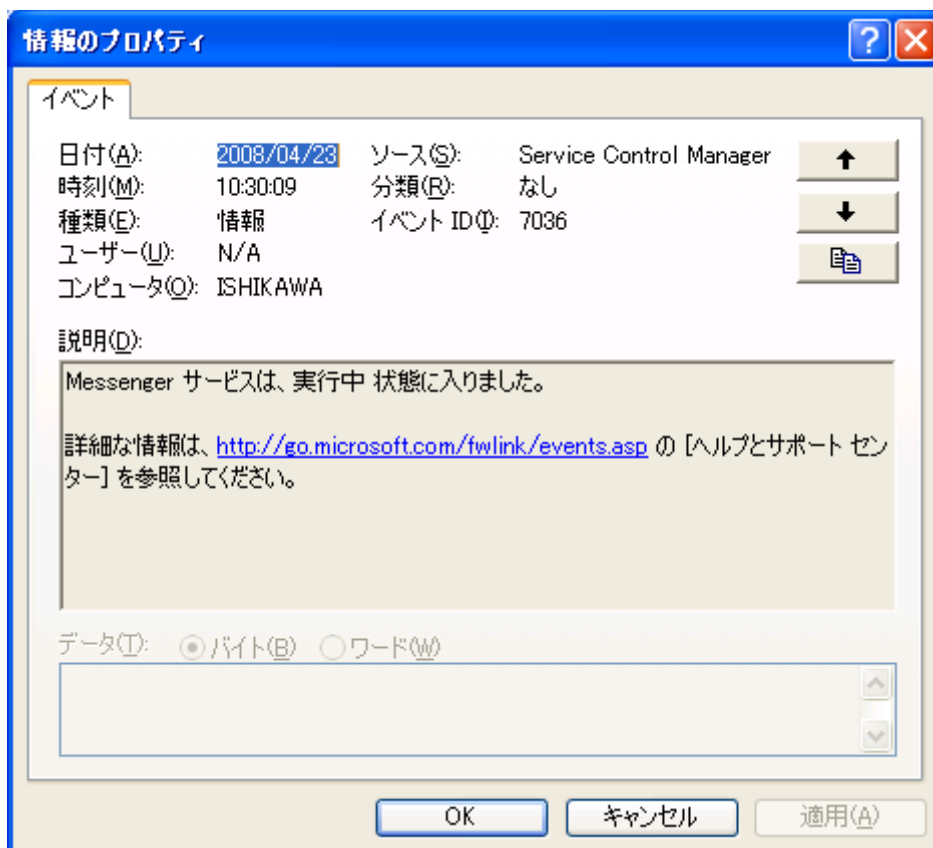 情報のプロパティ
イベント
日付(A): 2008/04/23 ソース(S): Service Control Manager
時刻(M): 10:30:09 分類(R): なし
種類(E): 情報 イベント ID(I): 7036
ユーザー(U): N/A
コンピュータ(O): ISHIKAWA
説明(D):
Messenger サービスは、実行中 状態に入りました。
詳細な情報は、http://go.microsoft.com/fwlink/events.asp の [ヘルプとサポート セン
ター] を参照してください。
データ(T): バイト(B) ワード(W)
OK キャンセル 適用(A)